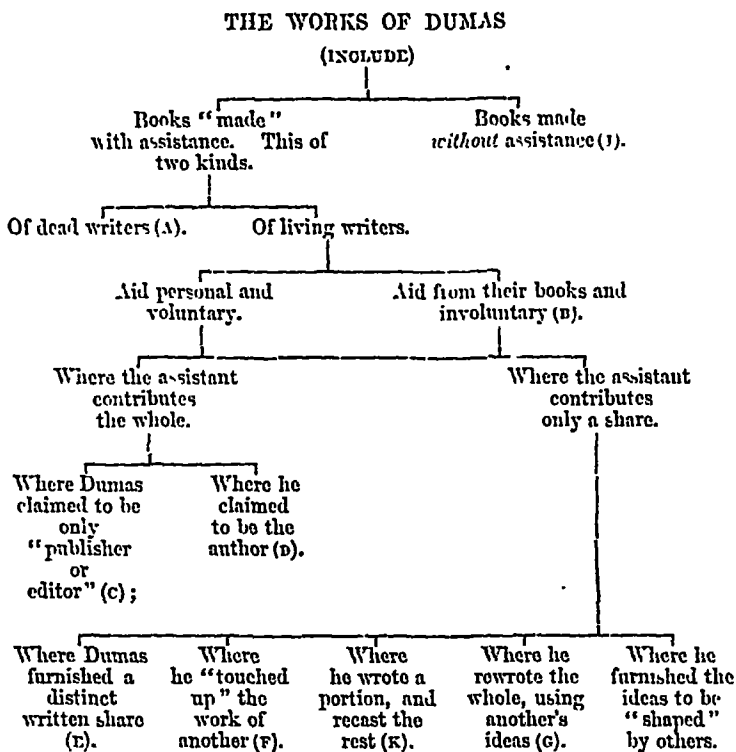 THE WORKS OF DUMAS
(INCLUDE)
Books "made"
with assistance. This of
two kinds.
Books made
without assistance (J).
Of dead writers (A).
Of living writers.
Aid personal and
voluntary.
Aid from their books and
involuntary (B).
Where the assistant
contributes
the whole.
Where the assistant
contributes
only a share.
Where Dumas
claimed to be
only
"publisher
or
editor" (C);
Where he
claimed
to be the
author (D).
Where Dumas
furnished a
distinct
written share
(E).
Where
he "touched
up" the
work of
another (F).
Where
he wrote a
portion, and
recast the
rest (K).
Where he
rewrote the
whole, using
another's
ideas (G).
Where he
furnished the
ideas to be
"shaped"
by others.